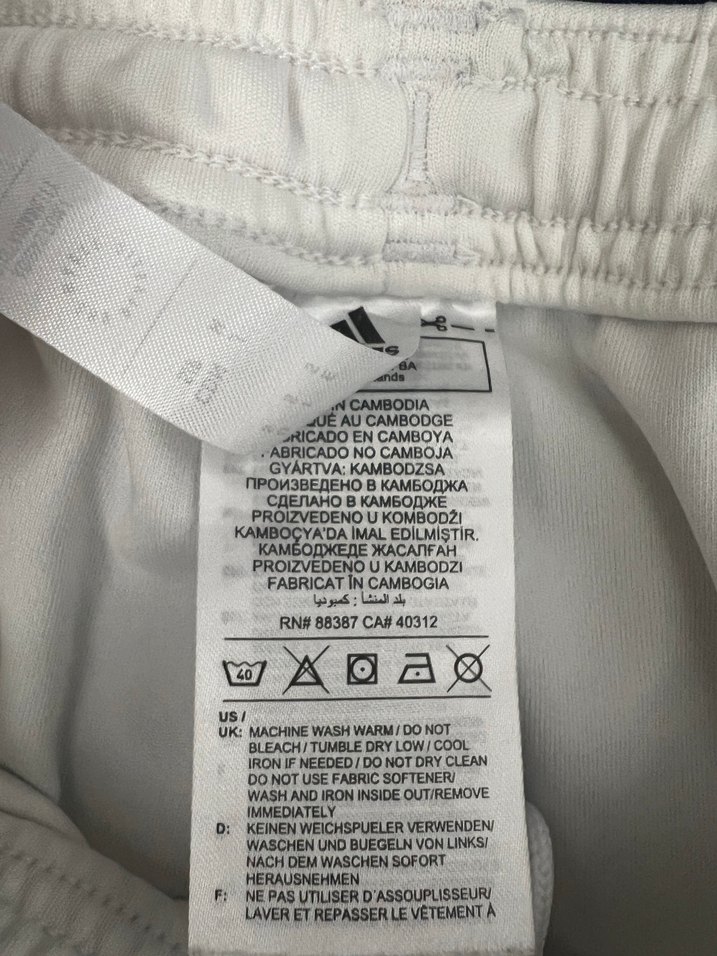 BA
ands
IN CAMBODIA
QUÉ AU CAMBODGE
BRICADO EN CAMBOYA
FABRICADO NO CAMBOJA
GYÁRTVA: KAMBODZSA
ПРОИЗВЕДЕНО В КАМБОДЖА
СДЕЛАНО В КАМБОДЖЕ
PROIZVEDENO U KOMBODŽI
KAMBOÇYA'DA İMAL EDİLMİŞTİR.
КАМБОДЖЕДЕ ЖАСАЛҒАН
PROIZVEDENO U KAMBODZI
FABRICAT ÎN CAMBOGIA
بلد المنشأ : كمبوديا
RN# 88387 CA# 40312
40
US /
UK: MACHINE WASH WARM / DO NOT
BLEACH / TUMBLE DRY LOW / COOL
IRON IF NEEDED / DO NOT DRY CLEAN
DO NOT USE FABRIC SOFTENER/
WASH AND IRON INSIDE OUT/REMOVE
IMMEDIATELY
D: KEINEN WEICHSPUELER VERWENDEN/
WASCHEN UND BUEGELN VON LINKS/
NACH DEM WASCHEN SOFORT
HERAUSNEHMEN
F: NE PAS UTILISER D'ASSOUPLISSEUR/
LAVER ET REPASSER LE VÊTEMENT À